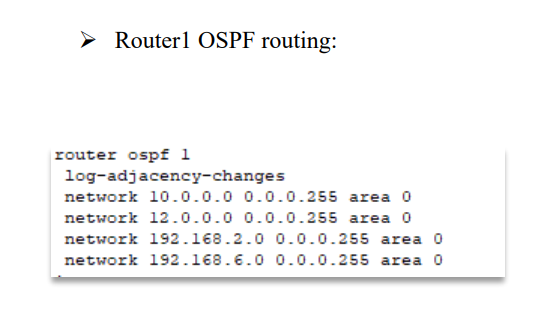 ➢ Router1 OSPF routing:
router ospf 1
log-adjacency-changes
network 10.0.0.0 0.0.0.255 area 0
network 12.0.0.0 0.0.0.255 area 0
network 192.168.2.0 0.0.0.255 area 0
network 192.168.6.0 0.0.0.255 area 0